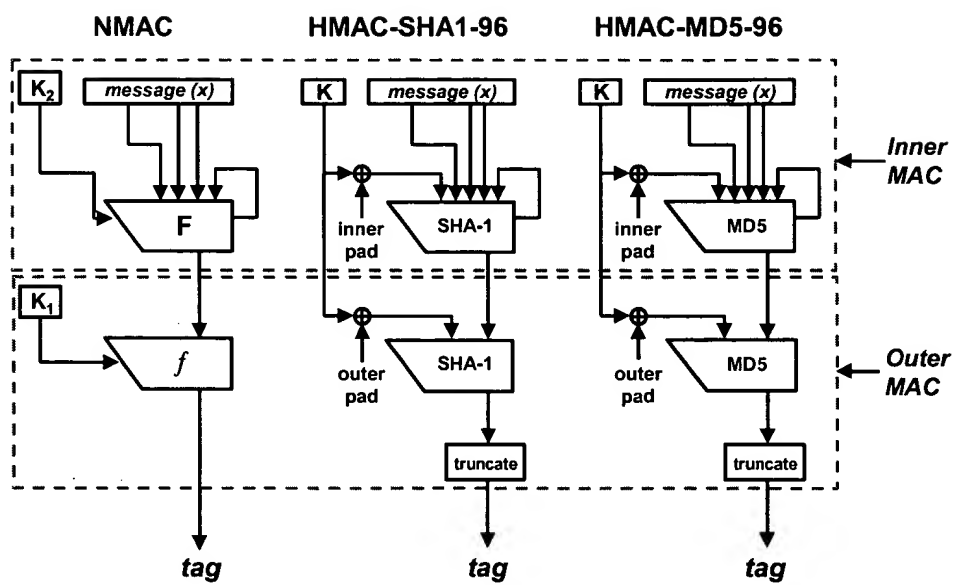 NMAC
HMAC-SHA1-96
HMAC-MD5-96
K2
message (x)
K
message (x)
K
message (x)
Inner
MAC
F
inner
pad
SHA-1
inner
pad
MD5
K1
f
outer
pad
SHA-1
outer
pad
MD5
Outer
MAC
truncate
truncate
tag
tag
tag